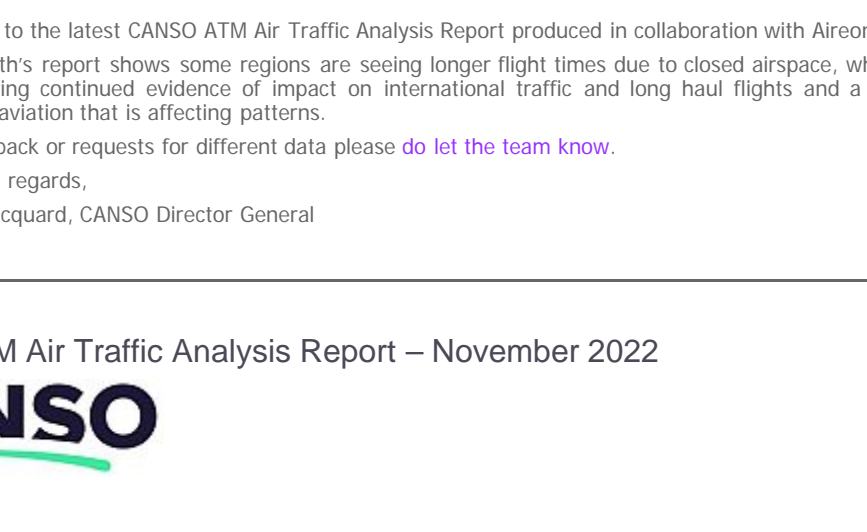 to the latest CANSO ATM Air Traffic Analysis Report produced in collaboration with Aireon
th's report shows some regions are seeing longer flight times due to closed airspace, wh
ing continued evidence of impact on international traffic and long haul flights and a
aviation that is affecting patterns.
back or requests for different data please do let the team know.
regards,
cquard, CANSO Director General
M Air Traffic Analysis Report – November 2022
NSO